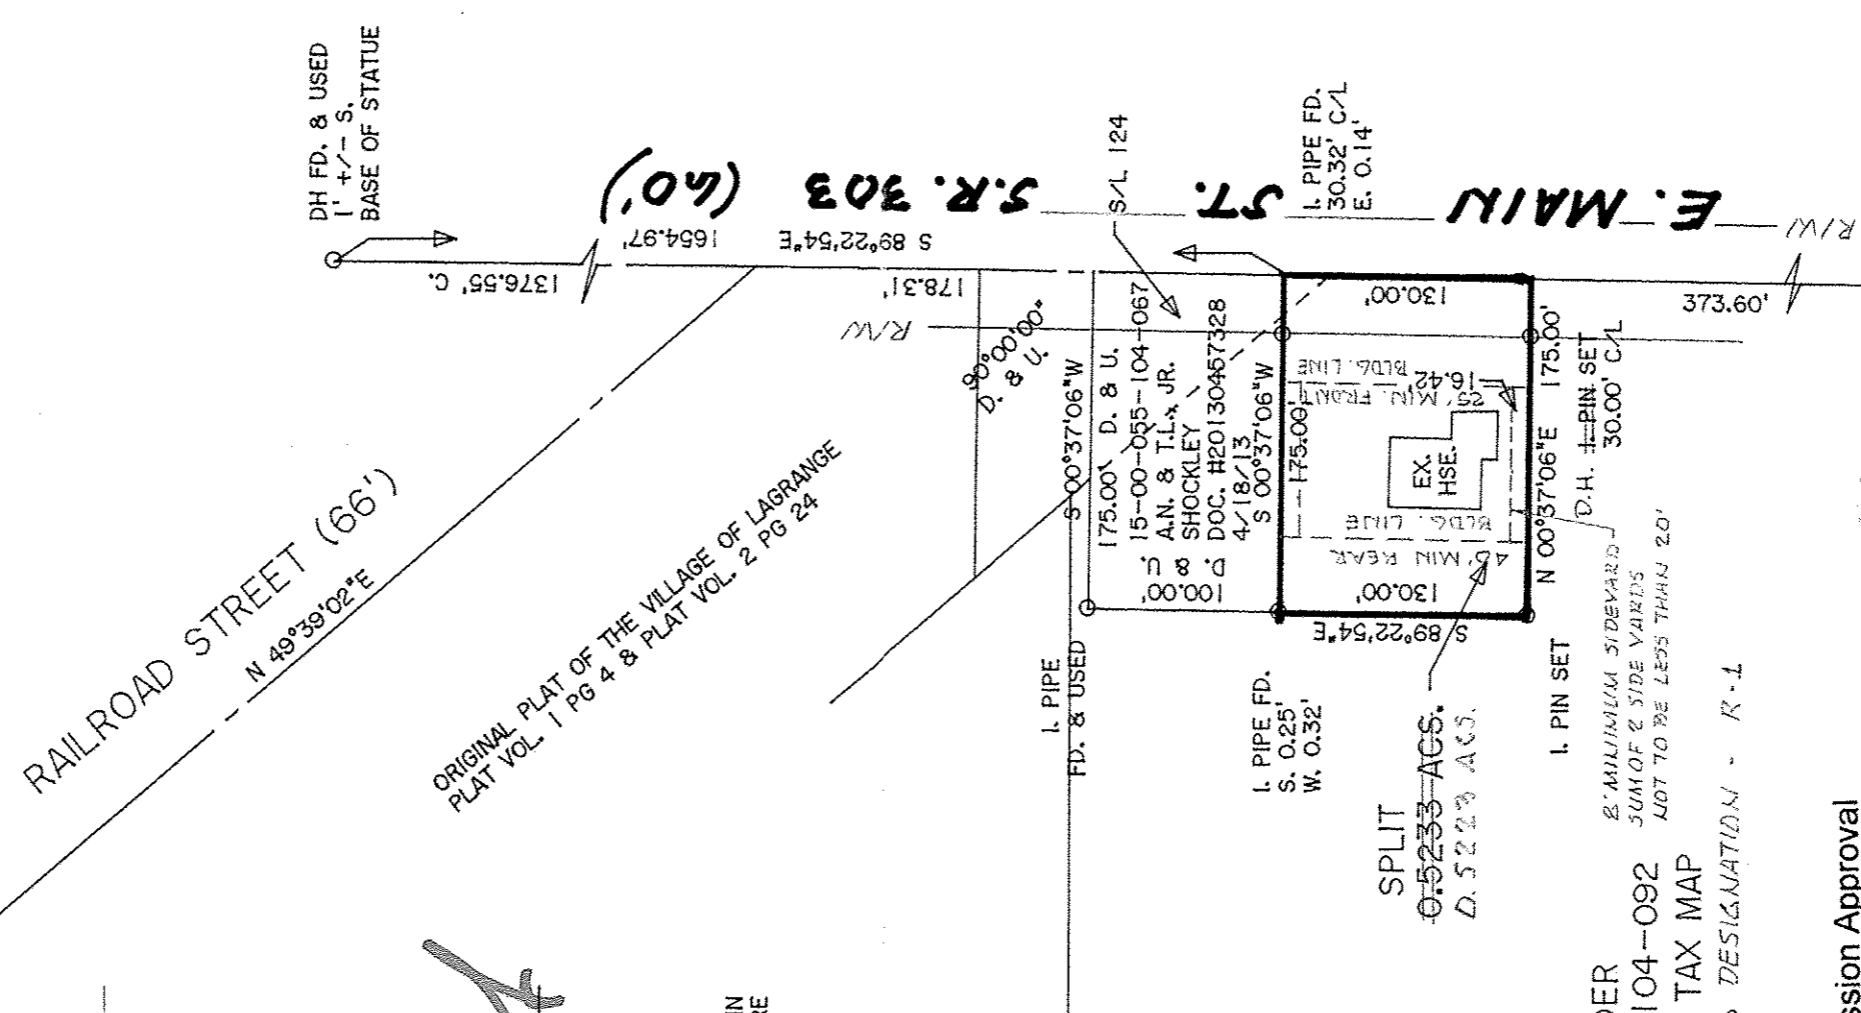 DH FD. & USED
1' +/- S.
BASE OF STATUE
E. MAIN ST. S.R. 303 (60')
R/W
1376.55' C.
1654.97'
S 89°22'54"E
178.31'
S/L 124
I. PIPE FD.
30.32' C/L
E. 0.14'
R/W
90°00'00"
D. & U.
130.00'
373.60'
RAILROAD STREET (66')
N 49°39'02"E
ORIGINAL PLAT OF THE VILLAGE OF LAGRANGE
PLAT VOL. 1 PG 4 & PLAT VOL. 2 PG 24
S 00°37'06"W
175.00' D. & U.
15-00-055-104-067
A.N. & T.L., JR.
SHOCKLEY
DOC. #20130457328
4/18/13
S 00°37'06"W
175.00'
100.00'
D. & U.
BLDG. LINE
25' MIN. FRONT
16.42'
EX.
HSE.
BLDG. LINE
40' MIN REAR
130.00'
S 89°22'54"E
N 00°37'06"E 175.00'
D.H. I. PIN SET
30.00' C/L
I. PIPE
FD. & USED
I. PIPE FD.
S. 0.25'
W. 0.32'
SPLIT
0.5233 ACS.
0.5223 ACS.
I. PIN SET
8' MINIMUM SIDEYARD
SUM OF 2 SIDE YARDS
NOT TO BE LESS THAN 20'
DER
104-092
TAX MAP
DESIGNATION - R-1
ssion Approval
IN
RE